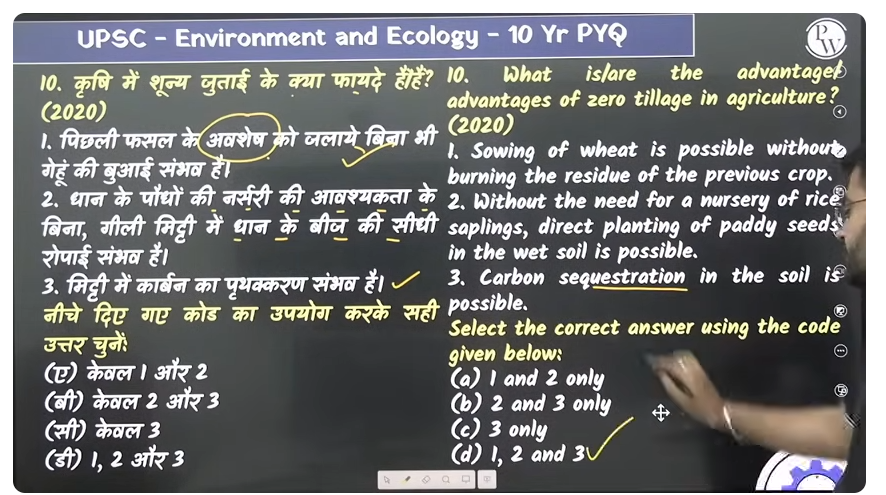 UPSC - Environment and Ecology - 10 Yr PYQ
PW
10. कृषि में शून्य जुताई के क्या फायदे हैं/हैं?
(2020)
1. पिछली फसल के अवशेष को जलाये बिना भी
गेहूं की बुआई संभव है।
2. धान के पौधों की नर्सरी की आवश्यकता के
बिना, गीली मिट्टी में धान के बीज की सीधी
रोपाई संभव है।
3. मिट्टी में कार्बन का पृथक्करण संभव है।
नीचे दिए गए कोड का उपयोग करके सही
उत्तर चुनें:
(ए) केवल 1 और 2
(बी) केवल 2 और 3
(सी) केवल 3
(डी) 1, 2 और 3
10. What is/are the advantage/
advantages of zero tillage in agriculture?
(2020)
1. Sowing of wheat is possible without
burning the residue of the previous crop.
2. Without the need for a nursery of rice
saplings, direct planting of paddy seeds
in the wet soil is possible.
3. Carbon sequestration in the soil is
possible.
Select the correct answer using the code
given below:
(a) 1 and 2 only
(b) 2 and 3 only
(c) 3 only
(d) 1, 2 and 3